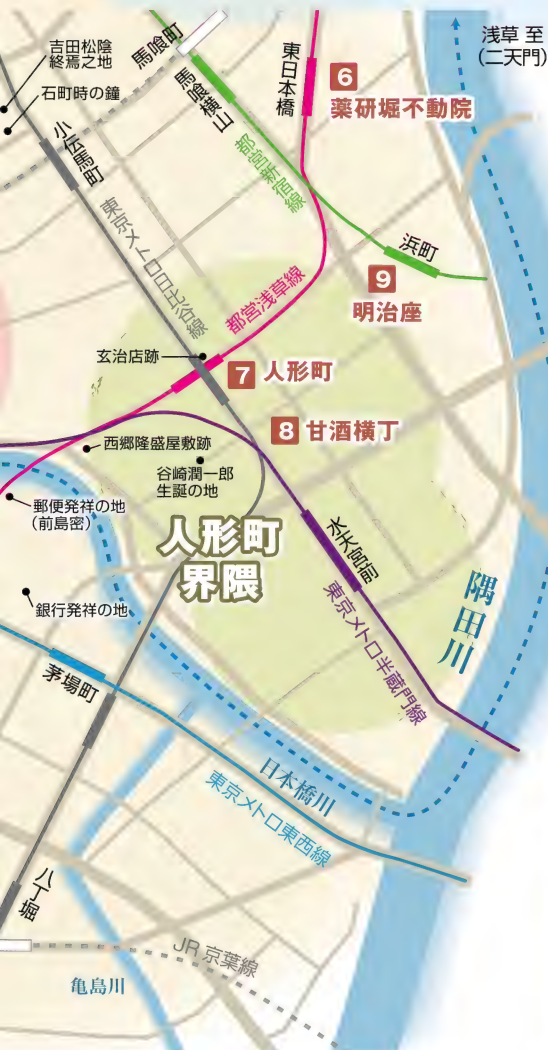 浅草 至
(二天門)
吉田松陰
終焉之地
石町時の鐘
馬喰町
馬喰横山
東日本橋
6
薬研堀不動院
小伝馬町
都営新宿線
東京メトロ日比谷線
浜町
9
明治座
都営浅草線
玄治店跡
7 人形町
8 甘酒横丁
西郷隆盛屋敷跡
谷崎潤一郎
生誕の地
郵便発祥の地
(前島密)
人形町
界隈
水天宮前
銀行発祥の地
隅田川
東京メトロ半蔵門線
茅場町
日本橋川
東京メトロ東西線
八丁堀
JR 京葉線
亀島川